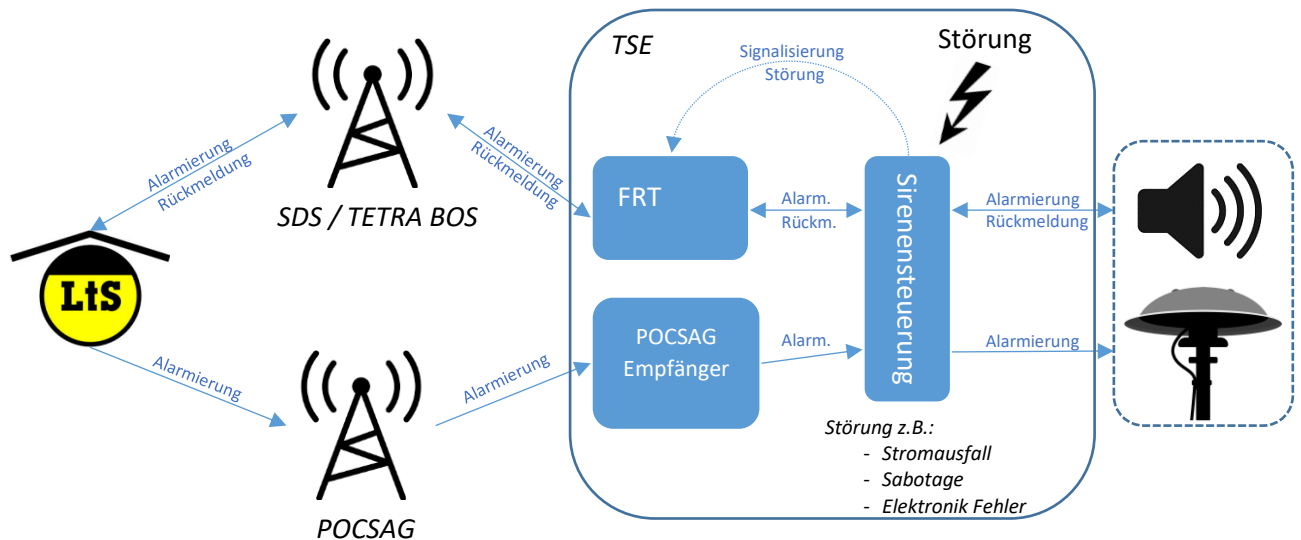 TSE
Störung
Signalisierung
Störung
Alarmierung
Rückmeldung
Alarmierung
Rückmeldung
SDS / TETRA BOS
FRT
Alarm.
Rückm.
Sirenensteuerung
Alarmierung
Rückmeldung
LtS
Alarmierung
Alarmierung
POCSAG
Empfänger
Alarm.
Alarmierung
POCSAG
Störung z.B.:
- Stromausfall
- Sabotage
- Elektronik Fehler